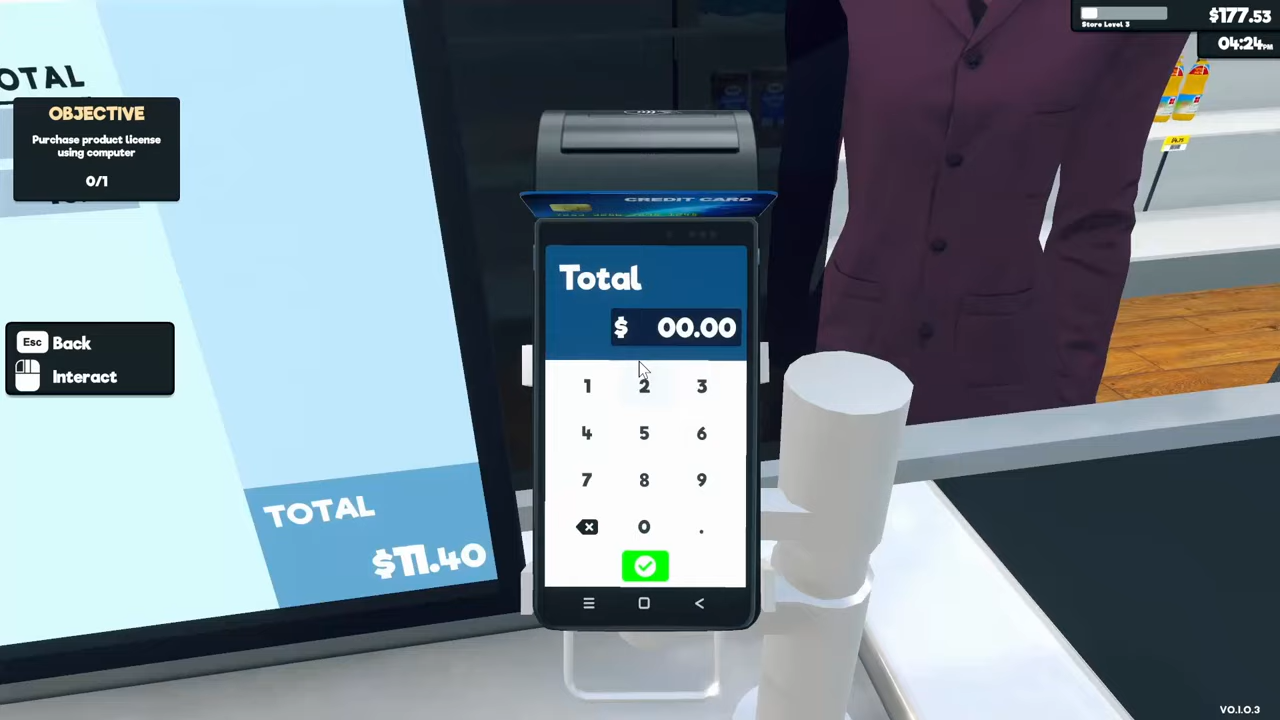 $177.53
Store Level 3
04:24PM
OTAL
OBJECTIVE
Purchase product license
using computer
0/1
Esc Back
Interact
CREDIT CARD
Total
$ 00.00
1 2 3
4 5 6
7 8 9
0 .
TOTAL
$11.40
V0.1.0.3